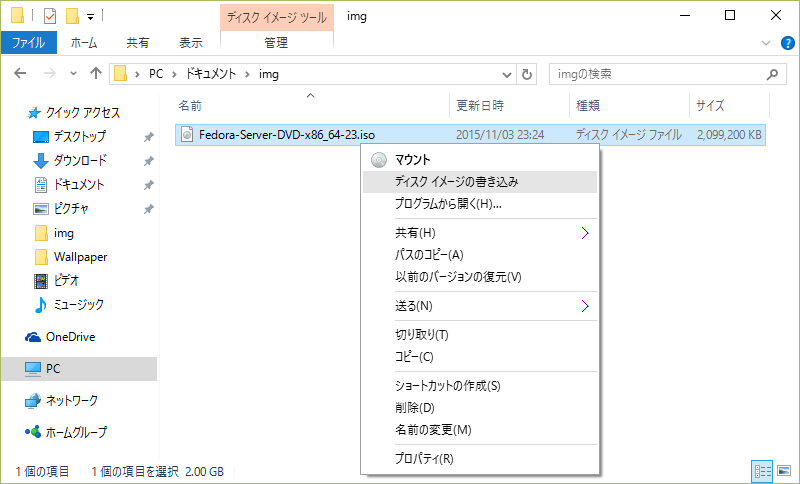 ディスク イメージ ツール img
ファイル ホーム 共有 表示 管理
PC ドキュメント img imgの検索
名前 更新日時 種類 サイズ
Fedora-Server-DVD-x86_64-23.iso 2015/11/03 23:24 ディスク イメージ ファイル 2,099,200 KB
クイック アクセス
デスクトップ
ダウンロード
ドキュメント
ピクチャ
img
Wallpaper
ビデオ
ミュージック
OneDrive
PC
ネットワーク
ホームグループ
マウント
ディスク イメージの書き込み
プログラムから開く(H)...
共有(H)
パスのコピー(A)
以前のバージョンの復元(V)
送る(N)
切り取り(T)
コピー(C)
ショートカットの作成(S)
削除(D)
名前の変更(M)
プロパティ(R)
1 個の項目 1 個の項目を選択 2.00 GB